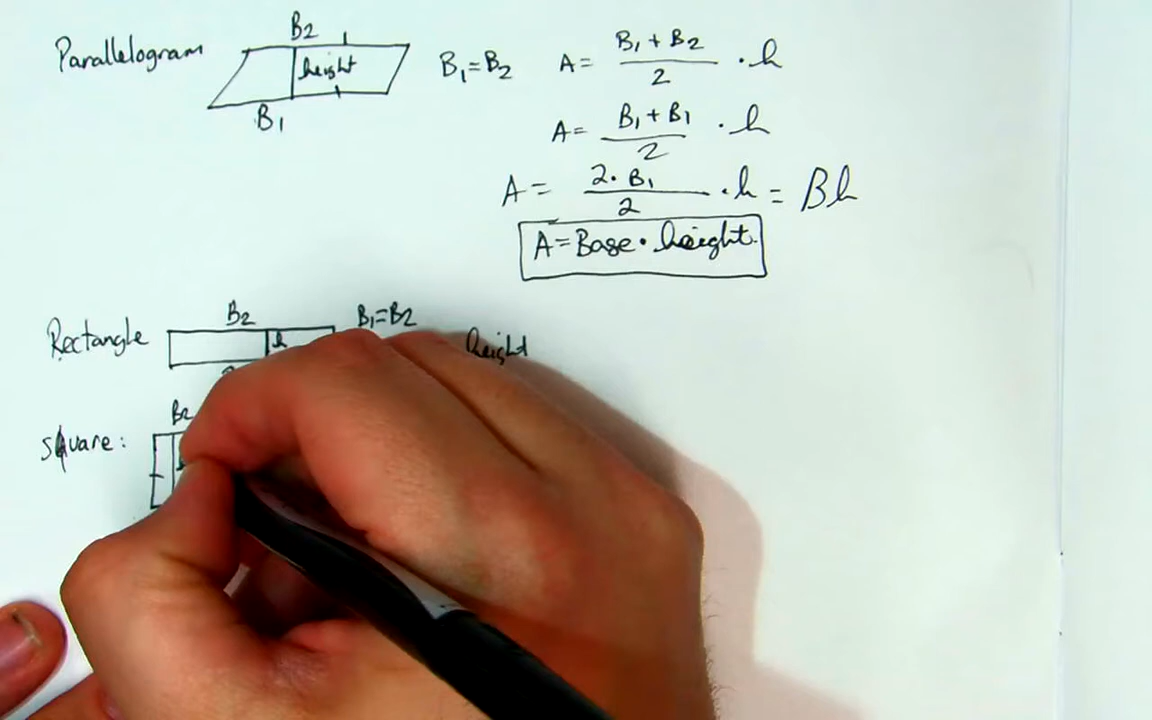 Parallelogram
B2
height
B1
B1=B2
A= B1+B2/2 · h
A= B1+B1/2 · h
A= 2·B1/2 · h = Bh
A=Base·height
Rectangle
B2
h
B1=B2
height
Square:
B2